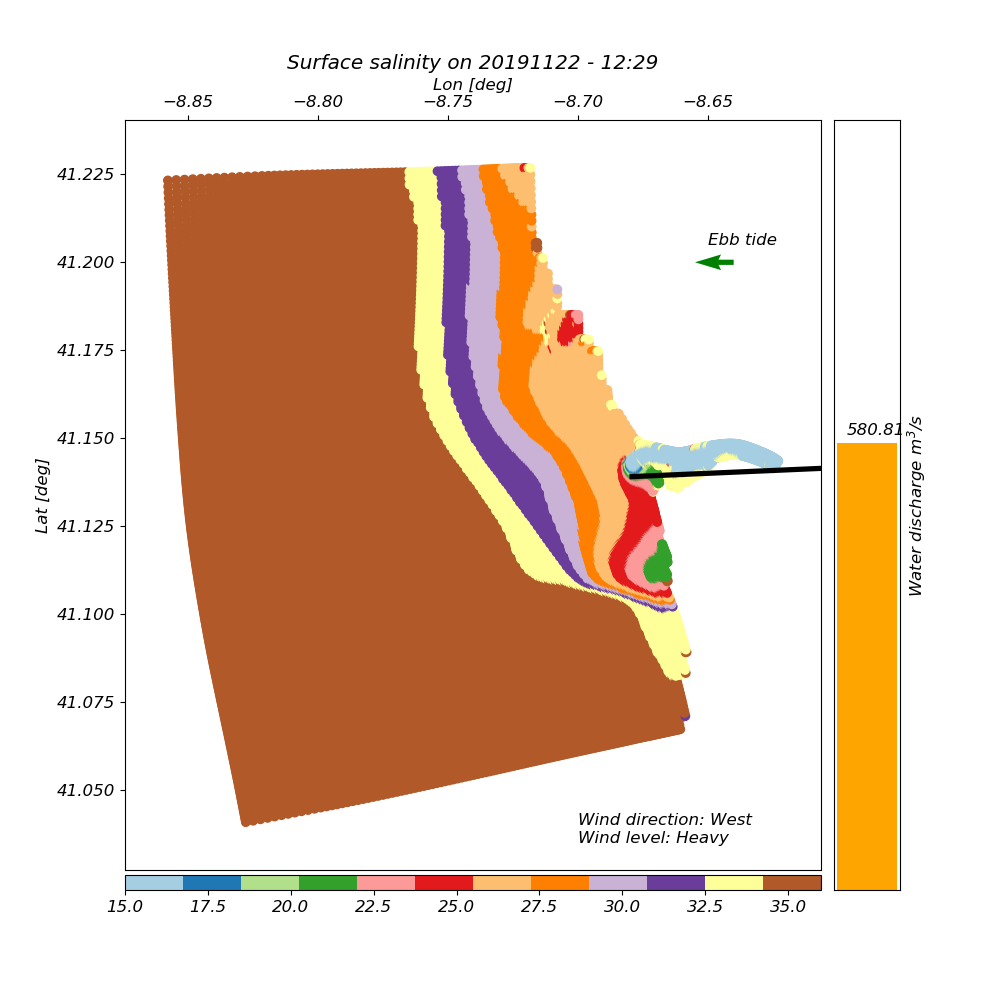 Surface salinity on 20191122 - 12:29
Lon [deg]
−8.85 −8.80 −8.75 −8.70 −8.65
41.225
Ebb tide
41.200
41.175
41.150
580.81
41.125
41.100
41.075
41.050
Lat [deg]
Water discharge m³/s
Wind direction: West
Wind level: Heavy
15.0 17.5 20.0 22.5 25.0 27.5 30.0 32.5 35.0